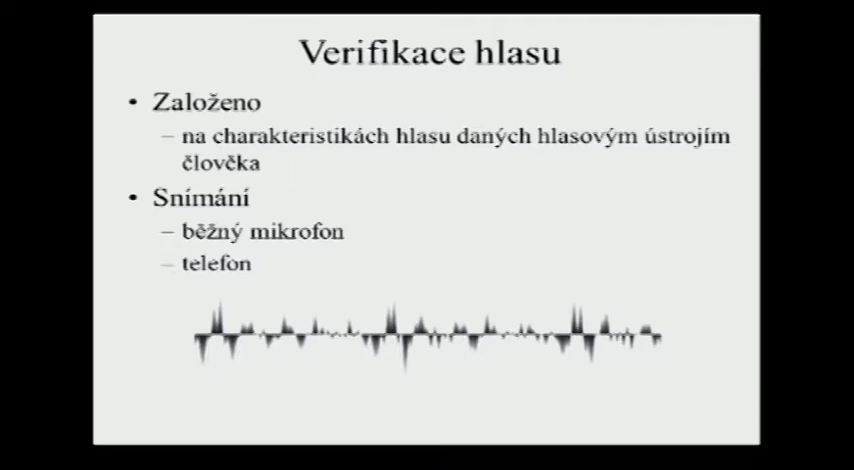 Verifikace hlasu
• Založeno
– na charakteristikách hlasu daných hlasovým ústrojím
člověka
• Snímání
– běžný mikrofon
– telefon